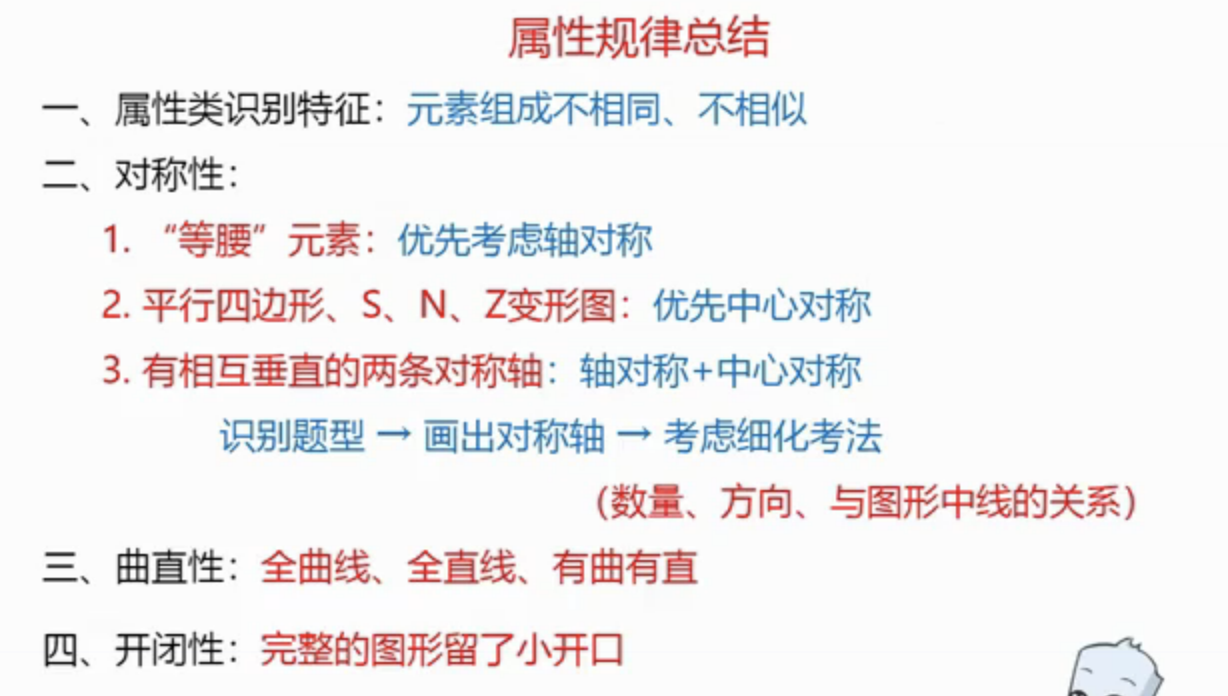 属性规律总结
一、属性类识别特征：元素组成不相同、不相似
二、对称性：
1. “等腰”元素：优先考虑轴对称
2. 平行四边形、S、N、Z变形图：优先中心对称
3. 有相互垂直的两条对称轴：轴对称+中心对称
识别题型 → 画出对称轴 → 考虑细化考法
（数量、方向、与图形中线的关系）
三、曲直性：全曲线、全直线、有曲有直
四、开闭性：完整的图形留了小开口